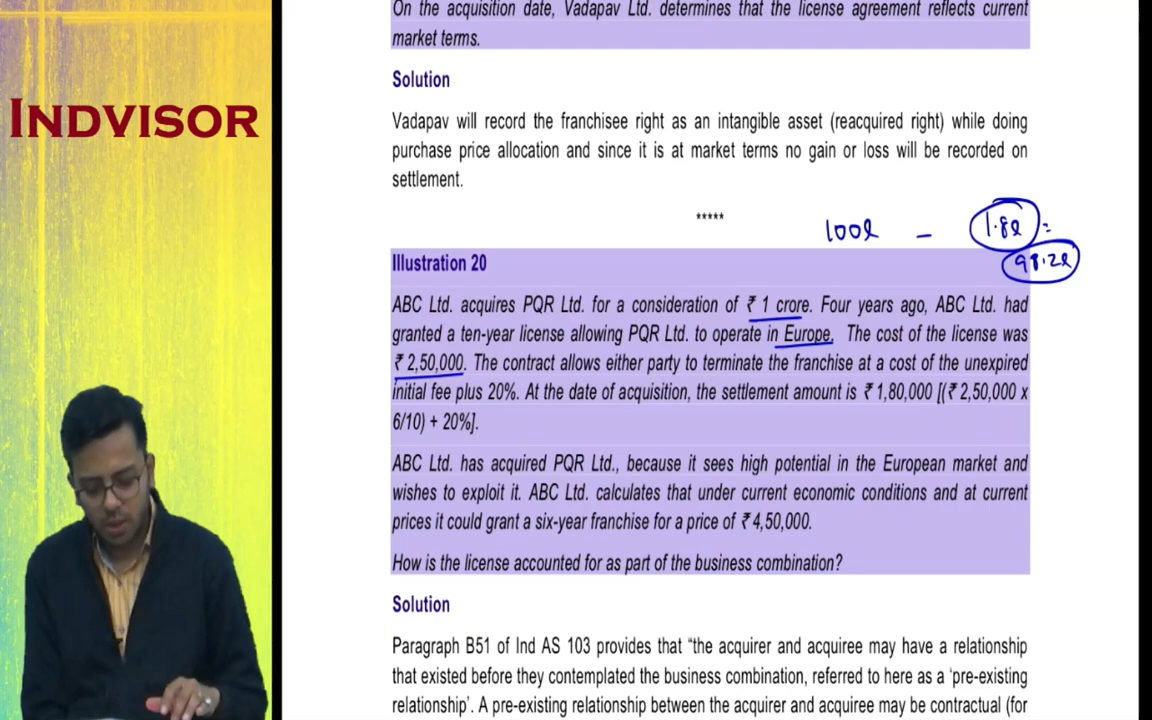 On the acquisition date, Vadapav Ltd. determines that the license agreement reflects current
market terms.
INDVISOR
Solution
Vadapav will record the franchisee right as an intangible asset (reacquired right) while doing
purchase price allocation and since it is at market terms no gain or loss will be recorded on
settlement.
*****
100l – 1.8l =
98.2l
Illustration 20
ABC Ltd. acquires PQR Ltd. for a consideration of ₹ 1 crore. Four years ago, ABC Ltd. had
granted a ten-year license allowing PQR Ltd. to operate in Europe. The cost of the license was
₹ 2,50,000. The contract allows either party to terminate the franchise at a cost of the unexpired
initial fee plus 20%. At the date of acquisition, the settlement amount is ₹ 1,80,000 [(₹ 2,50,000 x
6/10) + 20%].
ABC Ltd. has acquired PQR Ltd., because it sees high potential in the European market and
wishes to exploit it. ABC Ltd. calculates that under current economic conditions and at current
prices it could grant a six-year franchise for a price of ₹ 4,50,000.
How is the license accounted for as part of the business combination?
Solution
Paragraph B51 of Ind AS 103 provides that “the acquirer and acquiree may have a relationship
that existed before they contemplated the business combination, referred to here as a ‘pre-existing
relationship’. A pre-existing relationship between the acquirer and acquiree may be contractual (for